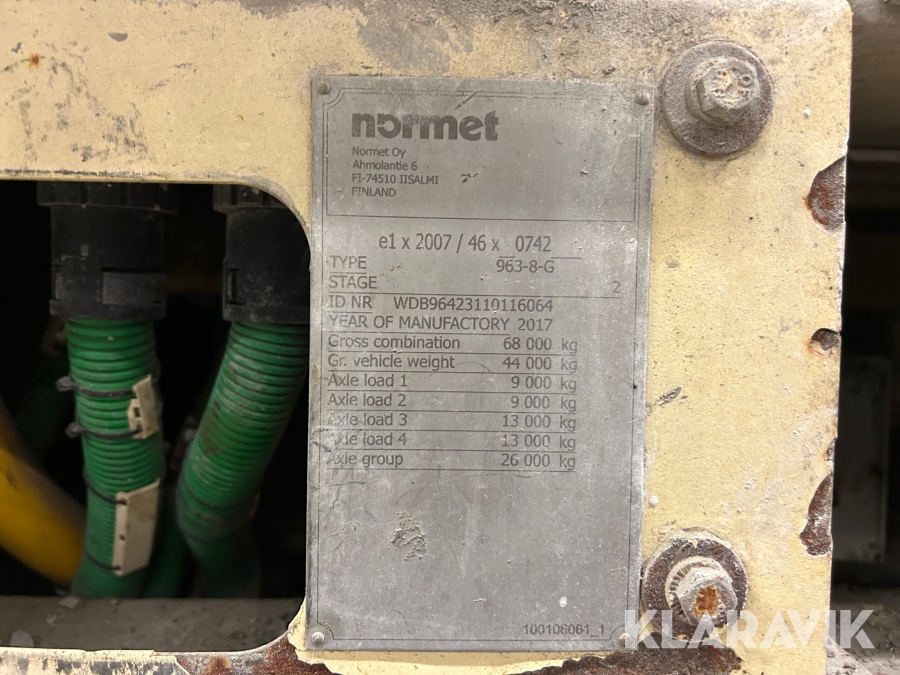 normet
Normet Oy
Ahmolantie 6
FI-74510 IISALMI
FINLAND
e1 x 2007 / 46 x 0742
TYPE 963-8-G
STAGE 2
ID NR WDB96423110116064
YEAR OF MANUFACTORY 2017
Gross combination 68 000 kg
Gr. vehicle weight 44 000 kg
Axle load 1 9 000 kg
Axle load 2 9 000 kg
Axle load 3 13 000 kg
Axle load 4 13 000 kg
Axle group 26 000 kg
100106061_1
KLARAVIK